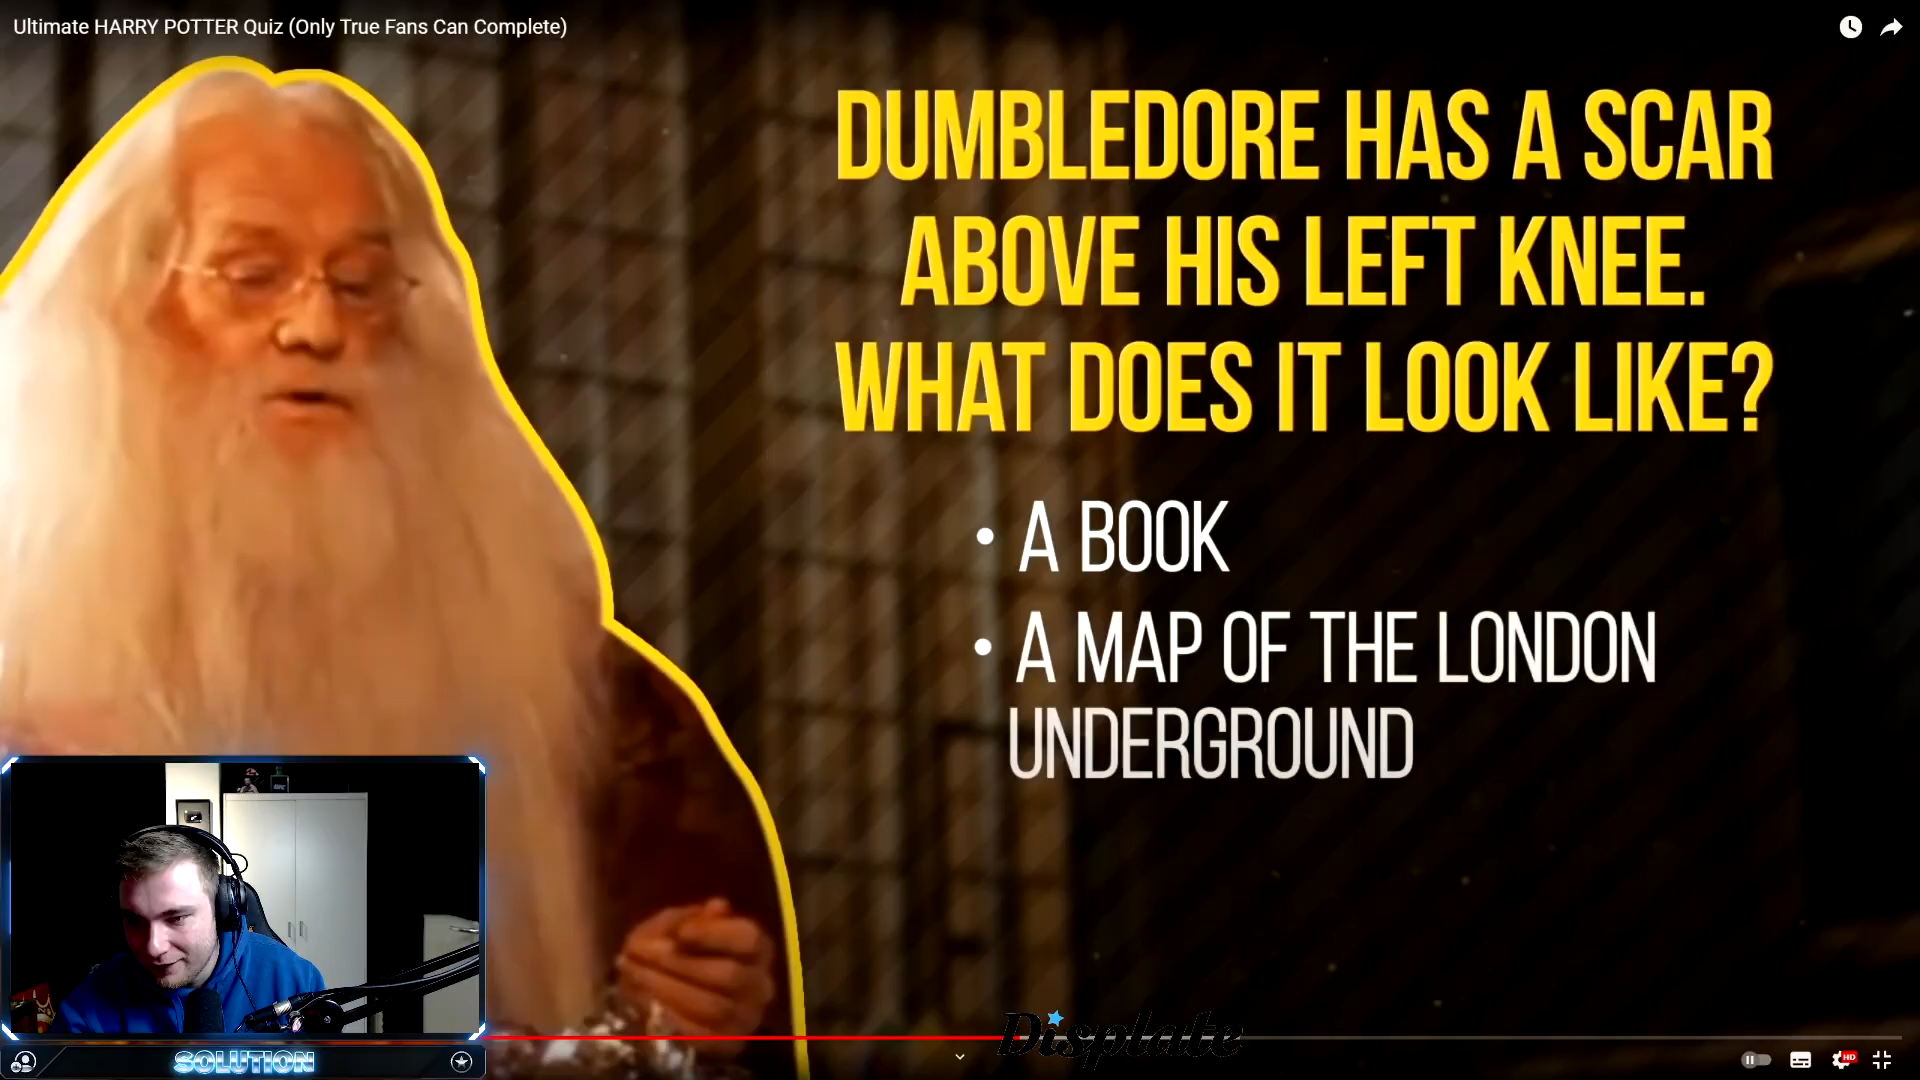 Ultimate HARRY POTTER Quiz (Only True Fans Can Complete)
DUMBLEDORE HAS A SCAR
ABOVE HIS LEFT KNEE.
WHAT DOES IT LOOK LIKE?
• A BOOK
• A MAP OF THE LONDON
UNDERGROUND
Displate
HD
SOLUTION